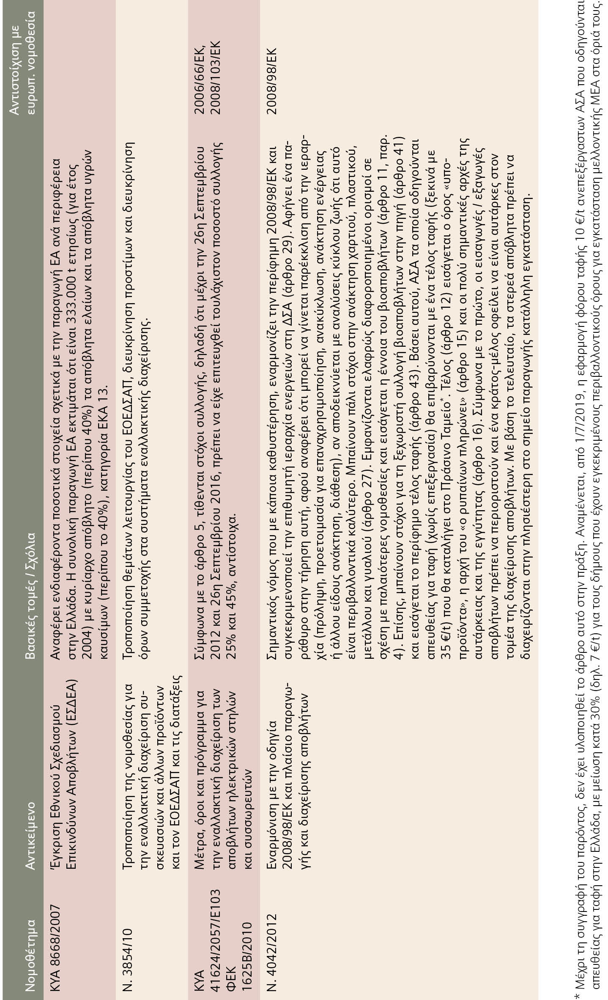 Νομοθέτημα
Αντικείμενο
Βασικές τομές / Σχόλια
Αντιστοίχιση με
ευρωπ. νομοθεσία
ΚΥΑ 8668/2007
Έγκριση Εθνικού Σχεδιασμού
Επικινδύνων Αποβλήτων (ΕΣΔΕΑ)
Αναφέρει ενδιαφέροντα ποσοτικά στοιχεία σχετικά με την παραγωγή ΕΑ ανά περιφέρεια
στην Ελλάδα. Η συνολική παραγωγή ΕΑ εκτιμάται ότι είναι 333.000 t ετησίως (για έτος
2004) με κυρίαρχο απόβλητο (περίπου 40%) τα απόβλητα ελαίων και τα απόβλητα υγρών
καυσίμων (περίπου το 40%), κατηγορία ΕΚΑ 13.
Ν. 3854/10
Τροποποίηση της νομοθεσίας για
την εναλλακτική διαχείριση συ-
σκευασιών και άλλων προϊόντων
και τον ΕΟΕΔΣΑΠ και τις διατάξεις
Τροποποίηση θεμάτων λειτουργίας του ΕΟΕΔΣΑΠ, διευκρίνηση προστίμων και διευκρίνηση
όρων συμμετοχής στα συστήματα εναλλακτικής διαχείρισης.
ΚΥΑ
41624/2057/Ε103
ΦΕΚ
1625Β/2010
Μέτρα, όροι και πρόγραμμα για
την εναλλακτική διαχείριση των
αποβλήτων ηλεκτρικών στηλών
και συσσωρευτών
Σύμφωνα με το άρθρο 5, τίθενται στόχοι συλλογής, δηλαδή ότι μέχρι την 26η Σεπτεμβρίου
2012 και 26η Σεπτεμβρίου 2016, πρέπει να είχε επιτευχθεί τουλάχιστον ποσοστό συλλογής
25% και 45%, αντίστοιχα.
2006/66/ΕΚ,
2008/103/ΕΚ
Ν. 4042/2012
Εναρμόνιση με την οδηγία
2008/98/ΕΚ και πλαίσιο παραγω-
γής και διαχείρισης αποβλήτων
Σημαντικός νόμος που με κάποια καθυστέρηση, εναρμονίζει την περίφημη 2008/98/ΕΚ και
συγκεκριμενοποιεί την επιθυμητή ιεραρχία ενεργειών στη ΔΣΑ (άρθρο 29). Αφήνει ένα πα-
ράθυρο στην τήρηση αυτή, αφού αναφέρει ότι μπορεί να γίνεται παρέκκλιση από την ιεραρ-
χία (πρόληψη, προετοιμασία για επαναχρησιμοποίηση, ανακύκλωση, ανάκτηση ενέργειας
ή άλλου είδους ανάκτηση, διάθεση), αν αποδεικνύεται με αναλύσεις κύκλου ζωής ότι αυτό
είναι περιβαλλοντικά καλύτερο. Μπαίνουν πάλι στόχοι στην ανάκτηση χαρτιού, πλαστικού,
μετάλλου και γυαλιού (άρθρο 27). Εμφανίζονται ελαφρώς διαφοροποιημένοι ορισμοί σε
σχέση με παλαιότερες νομοθεσίες και εισάγεται η έννοια του βιοαποβλήτων (άρθρο 11, παρ.
4). Επίσης, μπαίνουν στόχοι για τη ξεχωριστή συλλογή βιοαποβλήτων στην πηγή (άρθρο 41)
και εισάγεται το περίφημο τέλος ταφής (άρθρο 43). Βάσει αυτού, ΑΣΑ τα οποία οδηγούνται
απευθείας για ταφή (χωρίς επεξεργασία) θα επιβαρύνονται με ένα τέλος ταφής (ξεκινά με
35 €/t) που θα καταλήγει στο Πράσινο Ταμείο*. Τέλος (άρθρο 12) εισάγεται ο όρος «υπο-
προϊόντα», η αρχή του «ο ρυπαίνων πληρώνει» (άρθρο 15) και οι πολύ σημαντικές αρχές της
αυτάρκειας και της εγγύτητας (άρθρο 16). Σύμφωνα με το πρώτο, οι εισαγωγές / εξαγωγές
αποβλήτων πρέπει να περιοριστούν και ένα κράτος-μέλος οφείλει να είναι αυτάρκες στον
τομέα της διαχείρισης αποβλήτων. Με βάση το τελευταίο, τα στερεά απόβλητα πρέπει να
διαχειρίζονται στην πλησιέστερη στο σημείο παραγωγής κατάλληλη εγκατάσταση.
2008/98/ΕΚ
* Μέχρι τη συγγραφή του παρόντος, δεν έχει υλοποιηθεί το άρθρο αυτό στην πράξη. Αναμένεται, από 1/7/2019, η εφαρμογή φόρου ταφής 10 €/t ανεπεξέργαστων ΑΣΑ που οδηγούνται
απευθείας για ταφή στην Ελλάδα, με μείωση κατά 30% (δηλ. 7 €/t) για τους δήμους που έχουν εγκεκριμένους περιβαλλοντικούς όρους για εγκατάσταση μελλοντικής ΜΕΑ στα όριά τους.